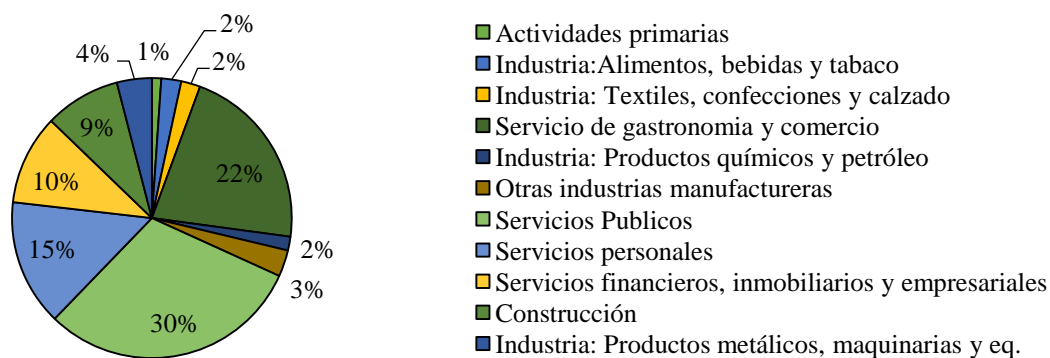 1%
2%
2%
22%
2%
3%
30%
15%
10%
9%
4%
Actividades primarias
Industria:Alimentos, bebidas y tabaco
Industria: Textiles, confecciones y calzado
Servicio de gastronomia y comercio
Industria: Productos químicos y petróleo
Otras industrias manufactureras
Servicios Publicos
Servicios personales
Servicios financieros, inmobiliarios y empresariales
Construcción
Industria: Productos metálicos, maquinarias y eq.